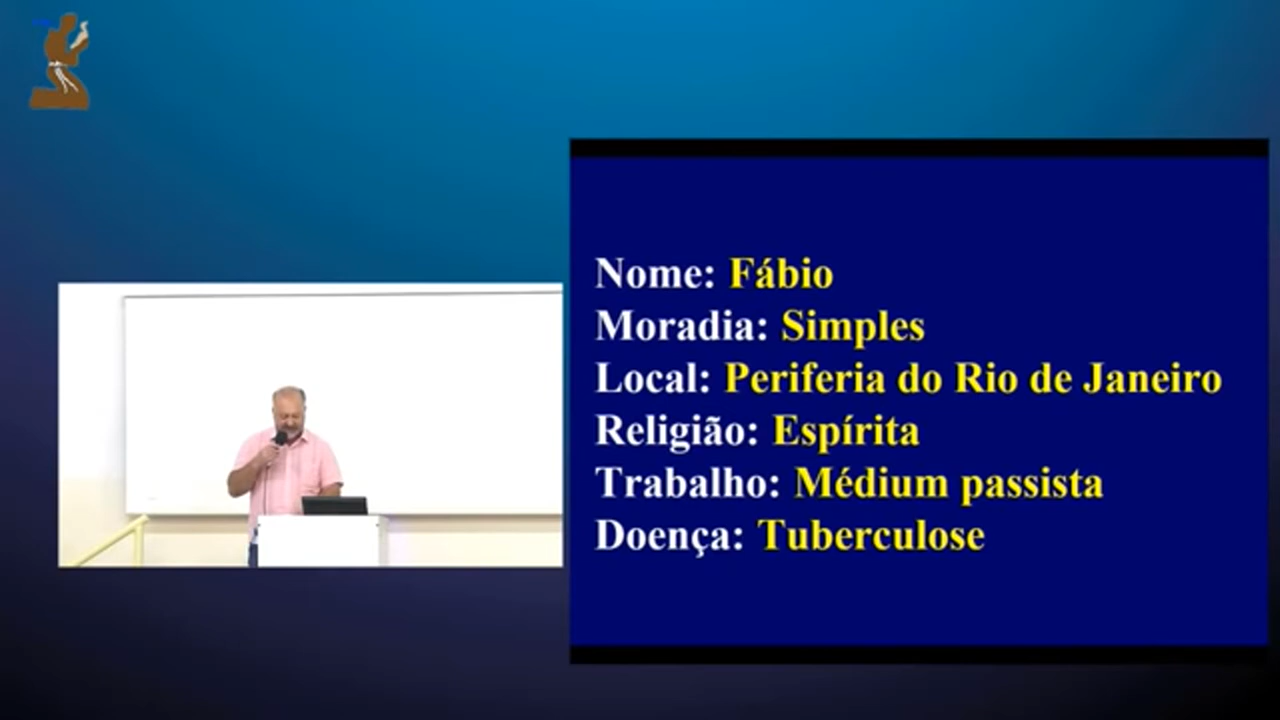 Nome: Fábio
Moradia: Simples
Local: Periferia do Rio de Janeiro
Religião: Espírita
Trabalho: Médium passista
Doença: Tuberculose